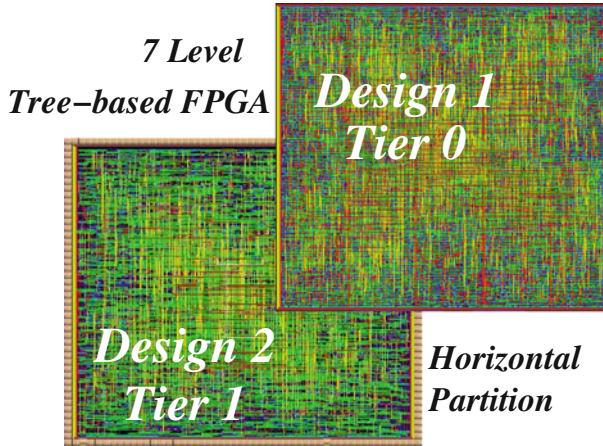 7 Level
Tree-based FPGA
Design 1
Tier 0
Design 2
Tier 1
Horizontal
Partition